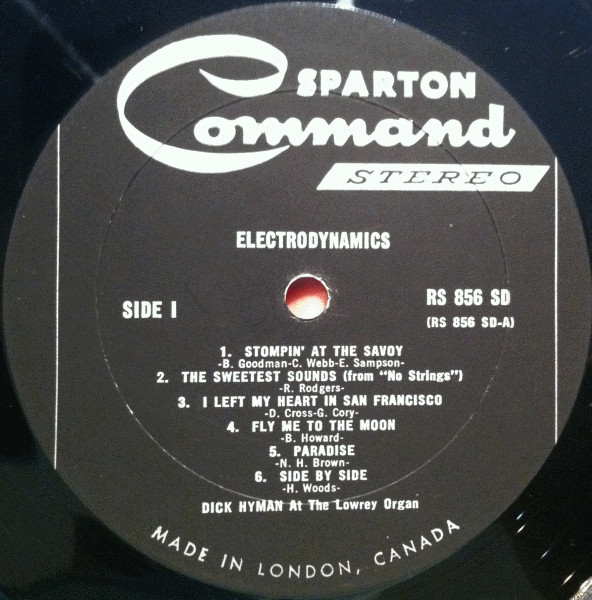 SPARTON
Command
STEREO
ELECTRODYNAMICS
SIDE I
RS 856 SD
(RS 856 SD-A)
1. STOMPIN' AT THE SAVOY
-B. Goodman-C. Webb-E. Sampson-
2. THE SWEETEST SOUNDS (from "No Strings")
-R. Rodgers-
3. I LEFT MY HEART IN SAN FRANCISCO
-D. Cross-G. Cory-
4. FLY ME TO THE MOON
-B. Howard-
5. PARADISE
-N. H. Brown-
6. SIDE BY SIDE
-H. Woods-
DICK HYMAN At The Lowrey Organ
MADE IN LONDON, CANADA